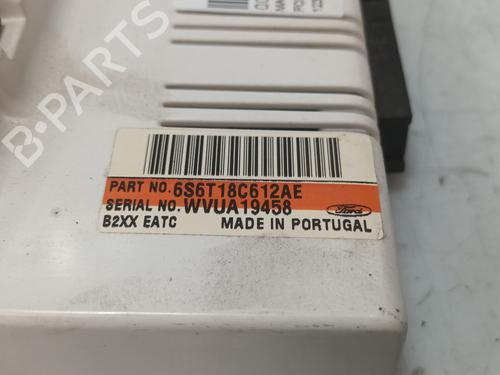 B-PARTS
PART NO. 6S6T18C612AE
SERIAL NO. WVUA19458
Ford
B2XX EATC
MADE IN PORTUGAL